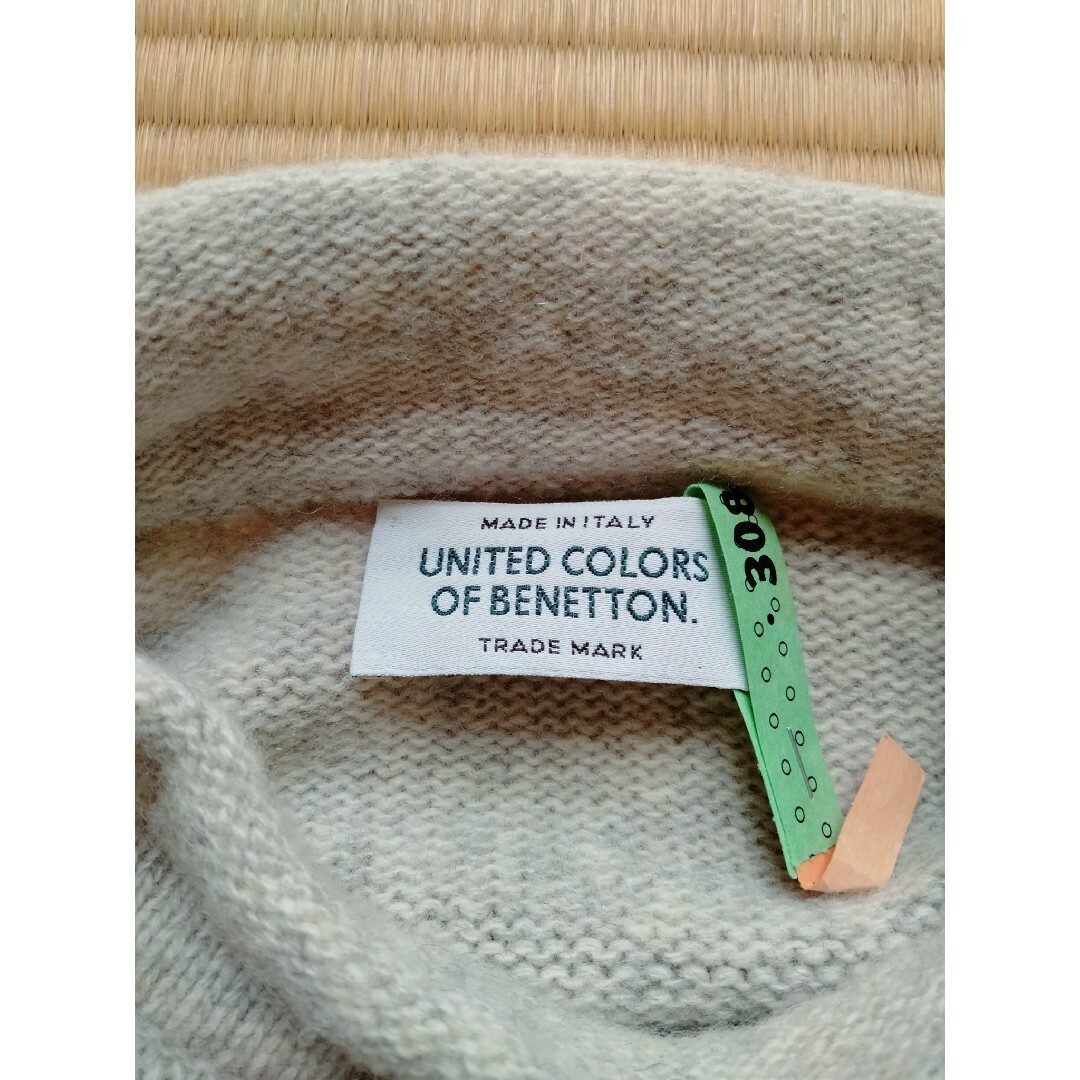 MADE IN ITALY
UNITED COLORS
OF BENETTON.
TRADE MARK
.308